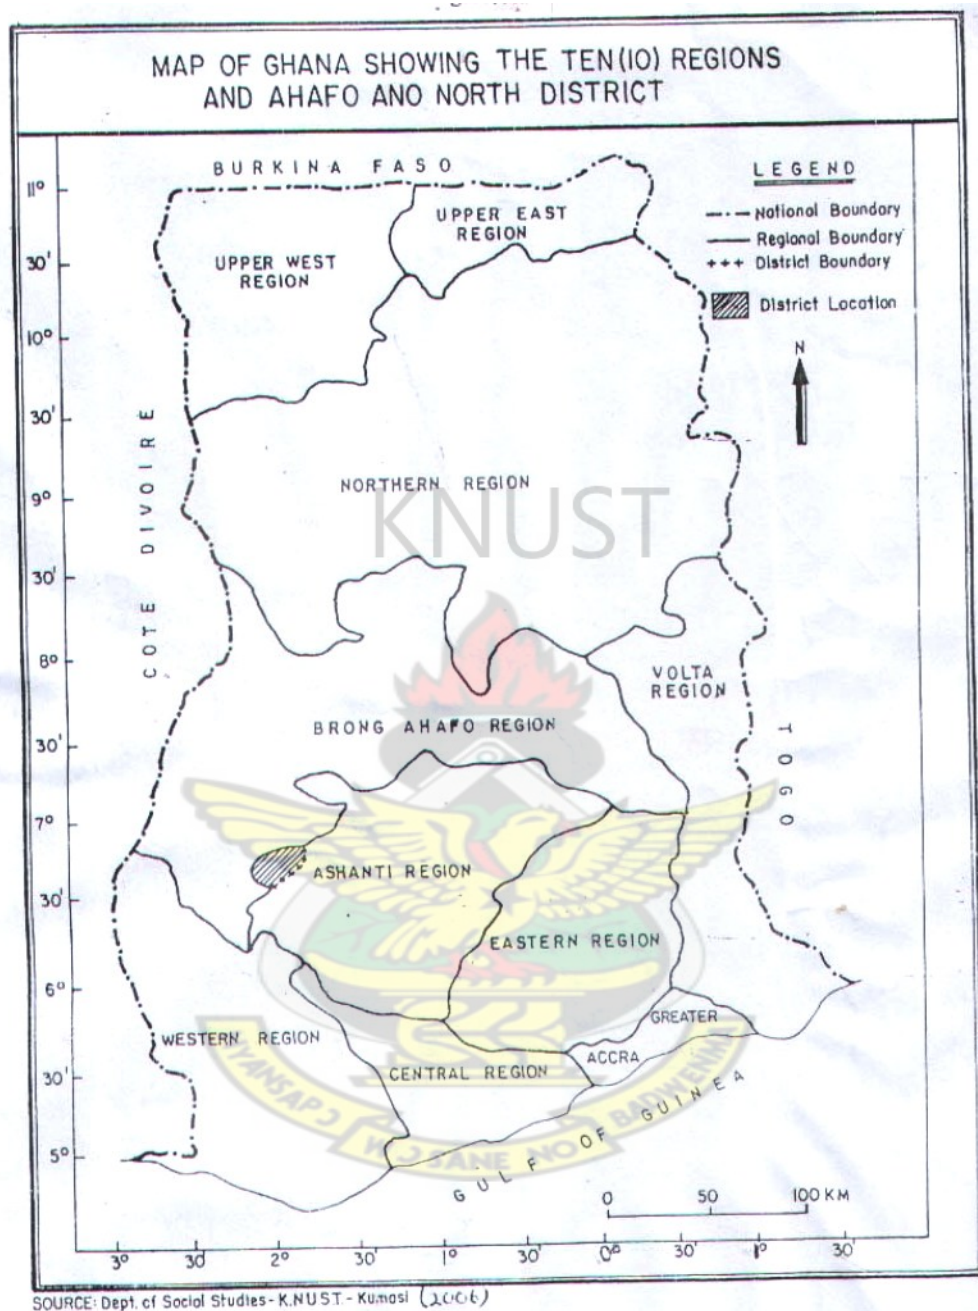 MAP OF GHANA SHOWING THE TEN(10) REGIONS
AND AHAFO ANO NORTH DISTRICT
BURKINA FASO
LEGEND
National Boundary
Regional Boundary
District Boundary
District Location
N
UPPER EAST
REGION
UPPER WEST
REGION
11°
30'
10°
30'
9°
30'
8°
30'
7°
30'
6°
30'
5°
COTE DIVOIRE
NORTHERN REGION
KNUST
VOLTA
REGION
BRONG AHAFO REGION
TOGO
ASHANTI REGION
EASTERN REGION
GREATER
ACCRA
WESTERN REGION
CENTRAL REGION
NYANSAPƆ WƆSANE NO BADWENMA
GULF OF GUINEA
0 50 100 KM
3° 30' 2° 30' 1° 30' 0° 30' 1° 30'
SOURCE: Dept. of Social Studies - K.N.U.S.T. - Kumasi (2006)